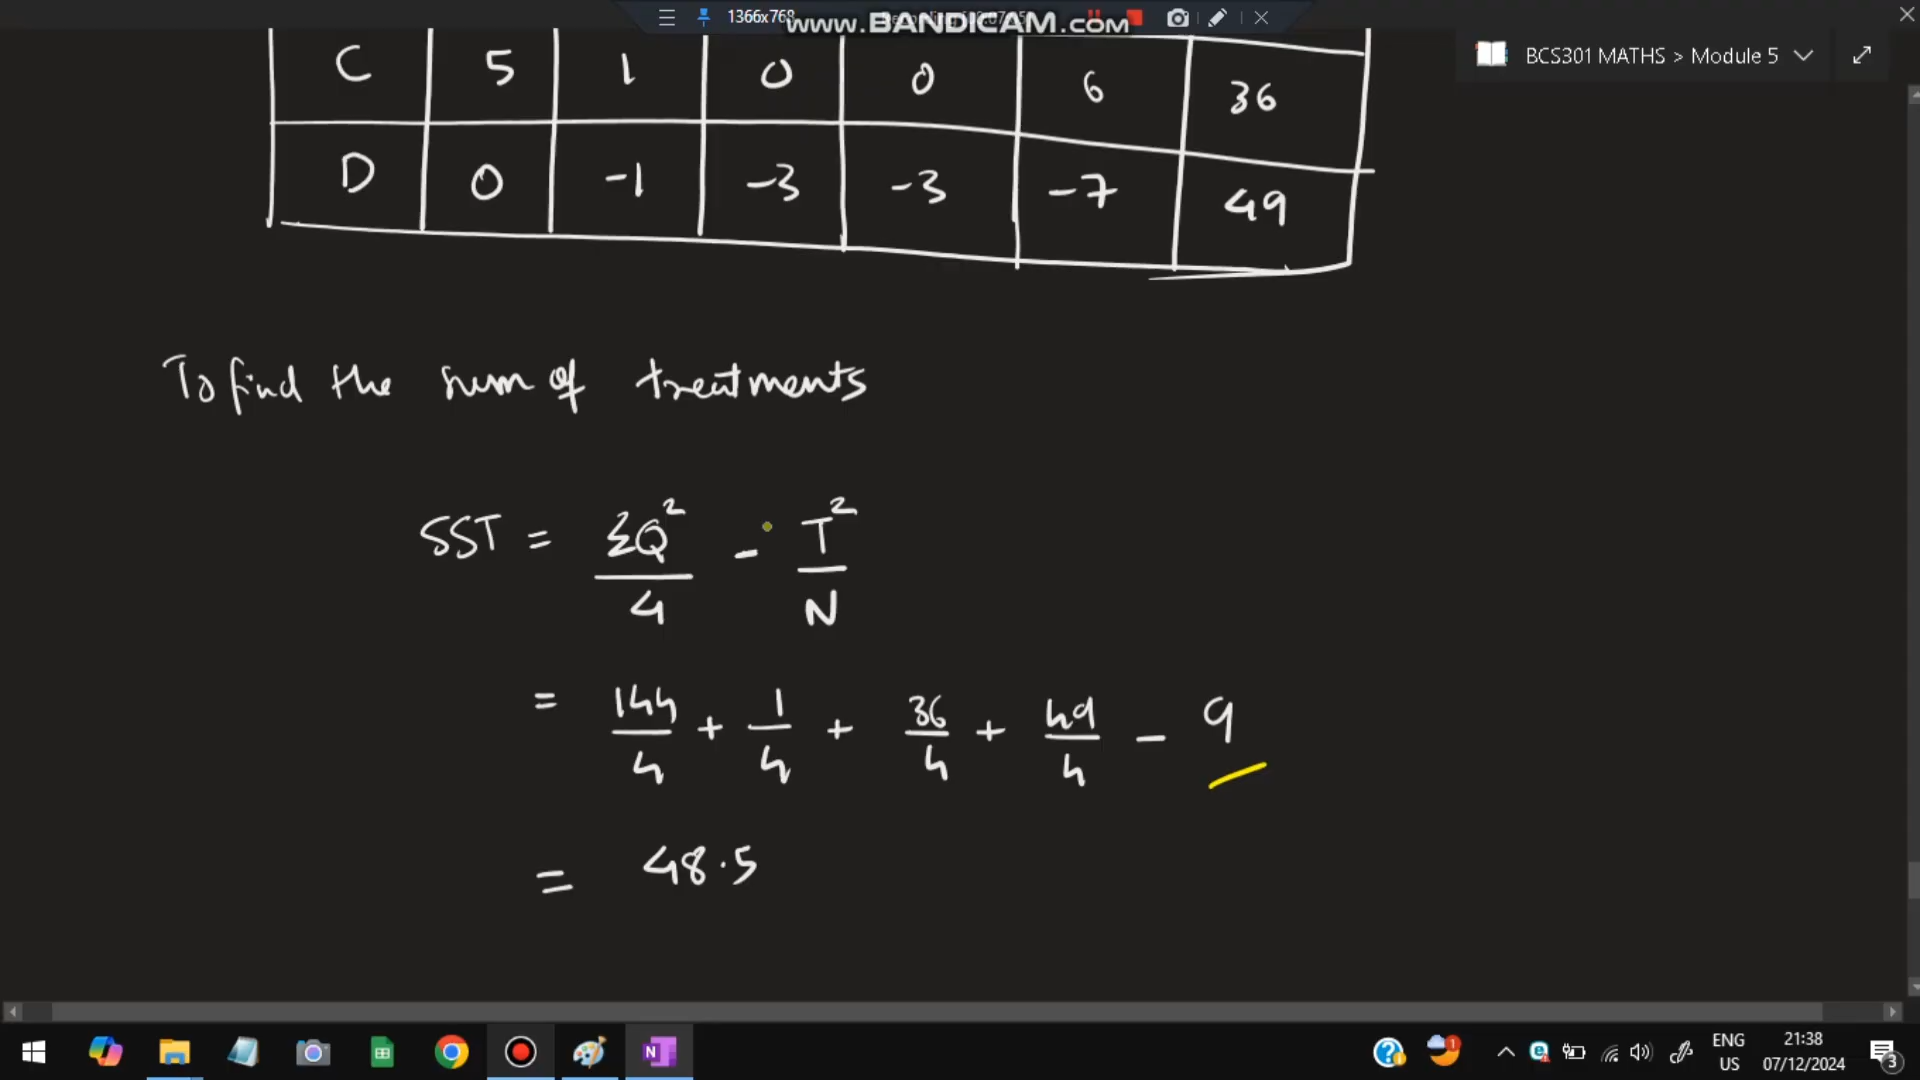 1366x768
www.BANDICAM.com
BCS301 MATHS > Module 5
C 5 1 0 0 6 36
D 0 -1 -3 -3 -7 49
To find the sum of treatments
SST = ΣQ² / 4 - T² / N
= 144/4 + 1/4 + 36/4 + 49/4 - 9
= 48.5
ENG 21:38
US 07/12/2024 3